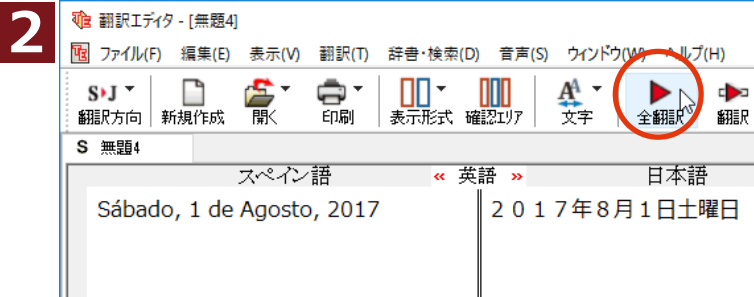 2
翻訳エディタ - [無題4]
ファイル(F) 編集(E) 表示(V) 翻訳(T) 辞書・検索(D) 音声(S) ウィンドウ(W) ヘルプ(H)
S›J
翻訳方向 新規作成 開く 印刷 表示形式 確認エリア 文字 全翻訳 翻訳
S 無題4
スペイン語 « 英語 » 日本語
Sábado, 1 de Agosto, 2017 2017年8月1日土曜日